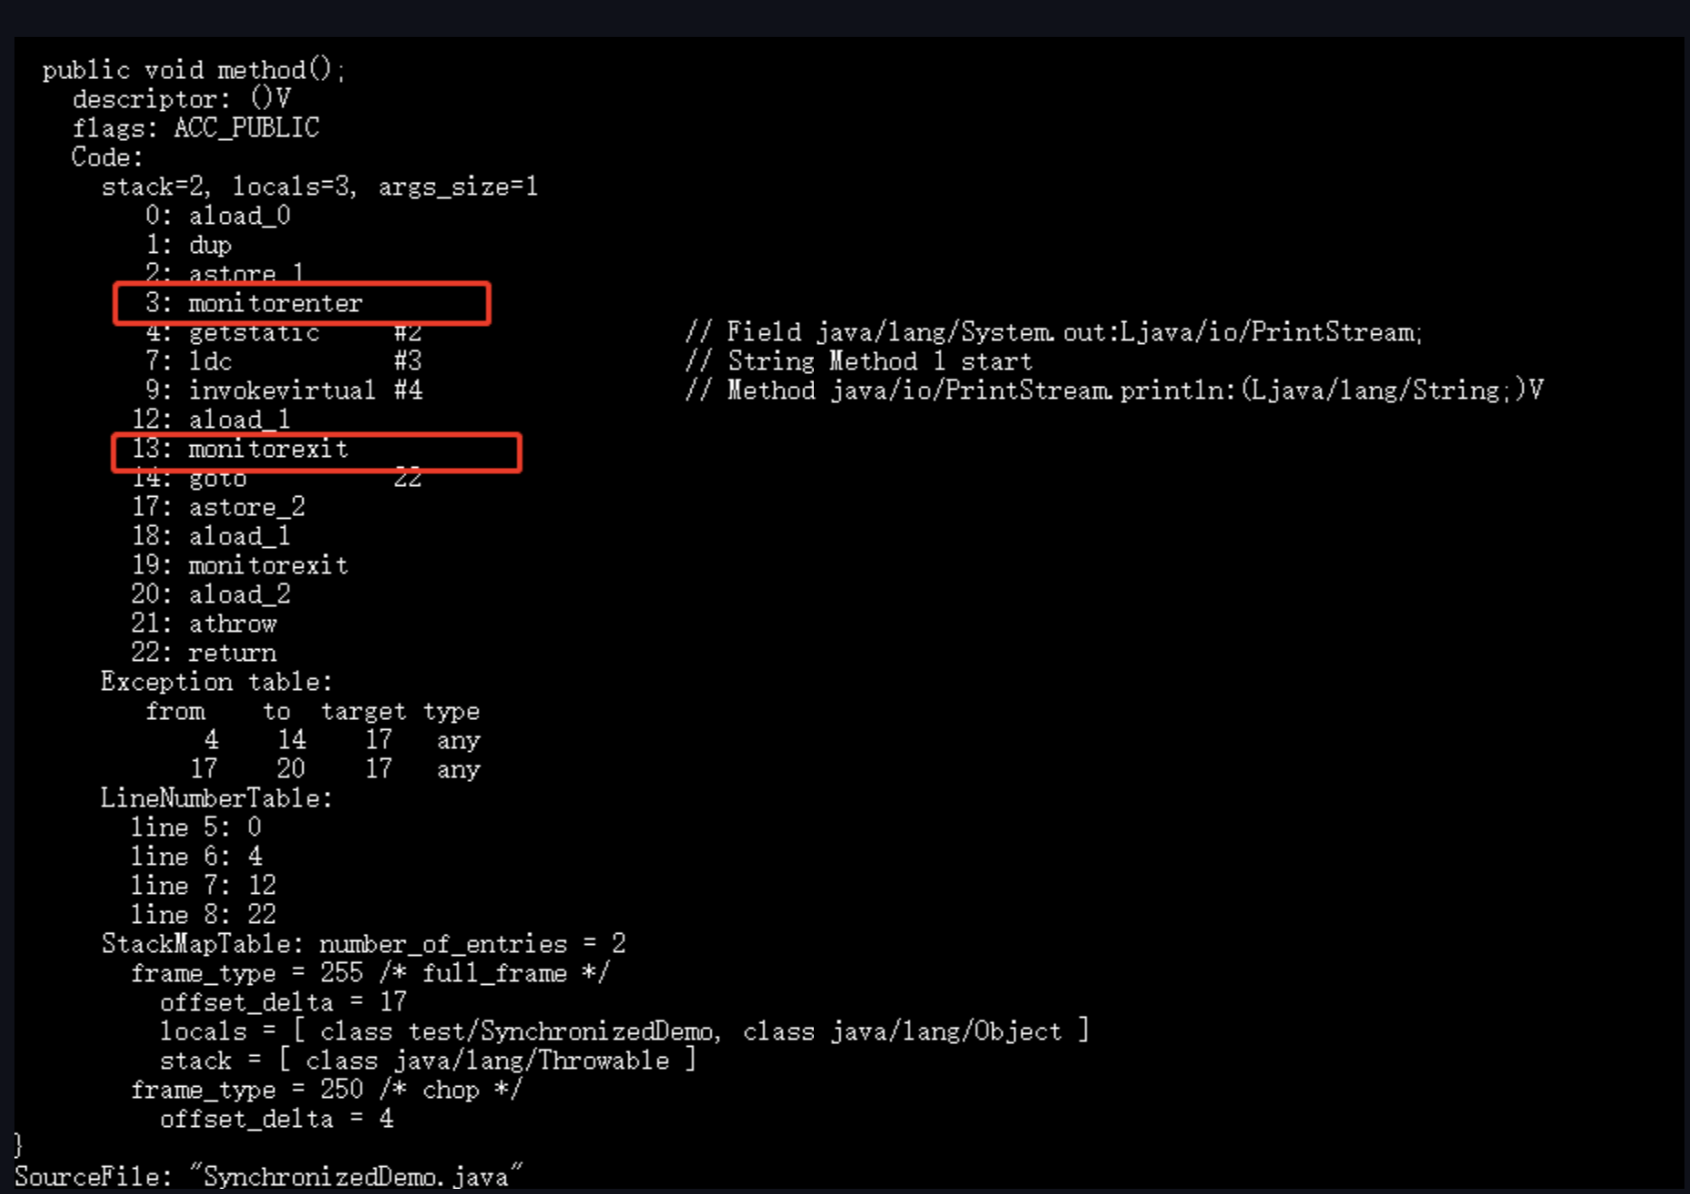 public void method();
descriptor: ()V
flags: ACC_PUBLIC
Code:
stack=2, locals=3, args_size=1
0: aload_0
1: dup
2: astore_1
3: monitorenter
4: getstatic #2 // Field java/lang/System.out:Ljava/io/PrintStream;
7: ldc #3 // String Method 1 start
9: invokevirtual #4 // Method java/io/PrintStream.println:(Ljava/lang/String;)V
12: aload_1
13: monitorexit
14: goto 22
17: astore_2
18: aload_1
19: monitorexit
20: aload_2
21: athrow
22: return
Exception table:
from to target type
4 14 17 any
17 20 17 any
LineNumberTable:
line 5: 0
line 6: 4
line 7: 12
line 8: 22
StackMapTable: number_of_entries = 2
frame_type = 255 /* full_frame */
offset_delta = 17
locals = [ class test/SynchronizedDemo, class java/lang/Object ]
stack = [ class java/lang/Throwable ]
frame_type = 250 /* chop */
offset_delta = 4
}
SourceFile: "SynchronizedDemo.java"